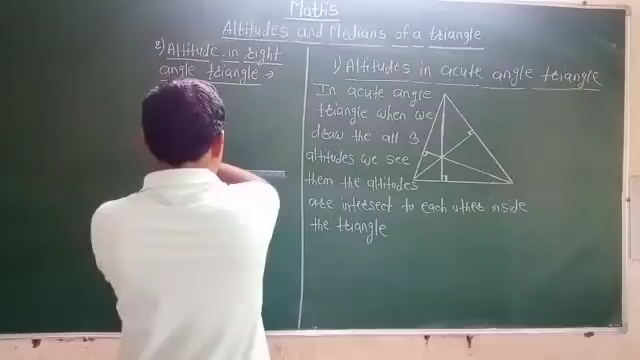 Math's
Altitudes and Medians of a triangle
2) Altitude in right
angle triangle →
1) Altitudes in acute angle triangle
In acute angle
triangle when we
draw the all 3
altitudes we see
them the altitudes
are intersect to each other inside
the triangle